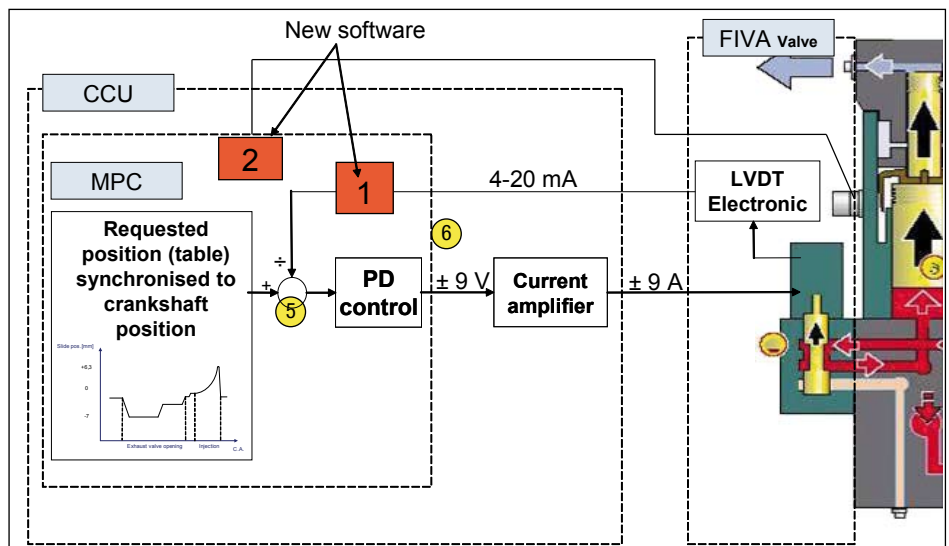 New software
FIVA Valve
CCU
2
MPC
1
4-20 mA
LVDT
Electronic
Requested
position (table)
synchronised to
crankshaft
position
6
÷
+
5
PD
control
± 9 V
Current
amplifier
± 9 A
Slide pos.[mm]
+6,3
0
-7
Exhaust valve opening
Injection
C.A.